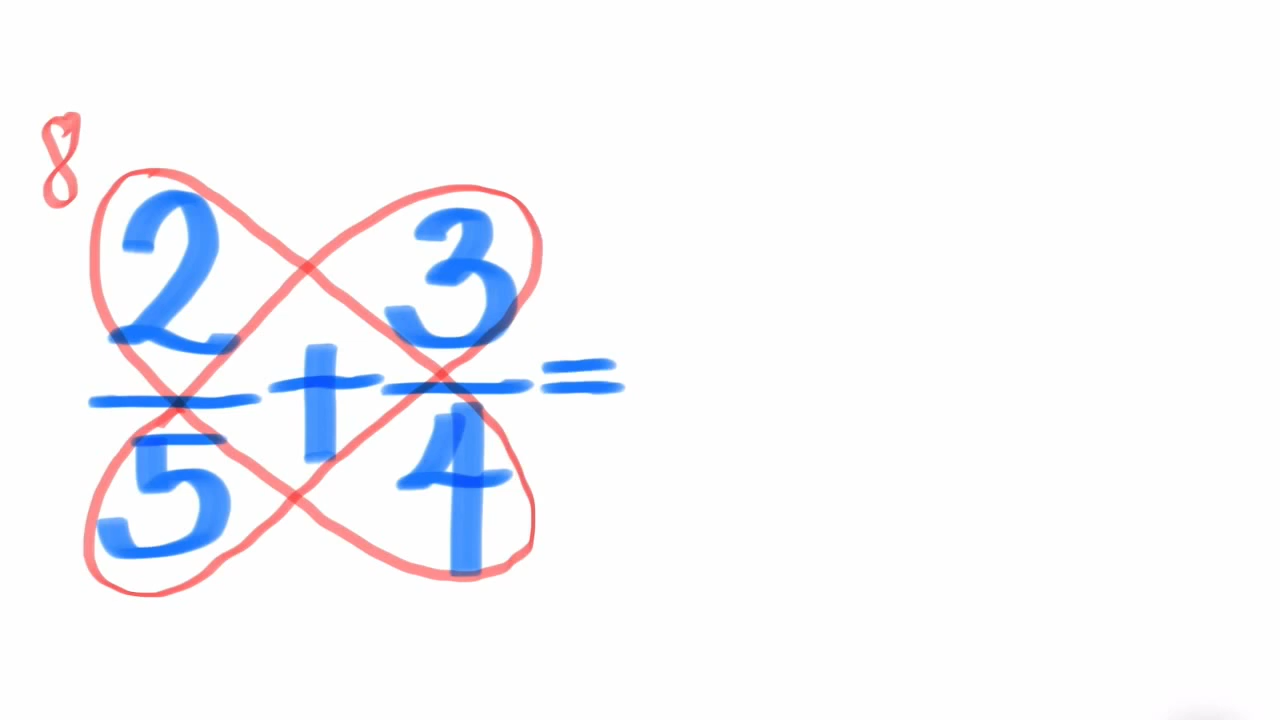 8
2/5 + 3/4 =